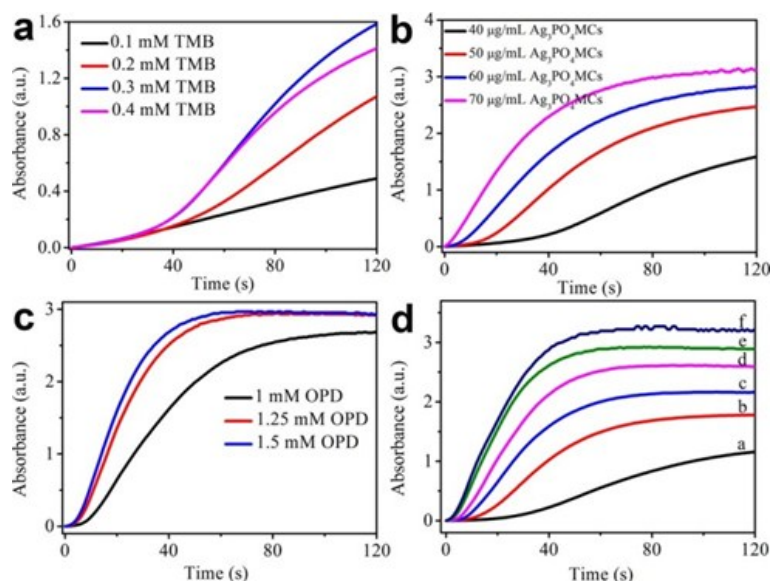 a
1.6
1.2
0.8
0.4
0.0
Absorbance (a.u.)
0.1 mM TMB
0.2 mM TMB
0.3 mM TMB
0.4 mM TMB
0 40 80 120
Time (s)
b
4
3
2
1
0
Absorbance (a.u.)
40 μg/mL Ag₃PO₄MCs
50 μg/mL Ag₃PO₄MCs
60 μg/mL Ag₃PO₄MCs
70 μg/mL Ag₃PO₄MCs
0 40 80 120
Time (s)
c
3
2
1
0
Absorbance (a.u.)
1 mM OPD
1.25 mM OPD
1.5 mM OPD
0 40 80 120
Time (s)
d
3
2
1
0
Absorbance (a.u.)
f
e
d
c
b
a
0 40 80 120
Time (s)